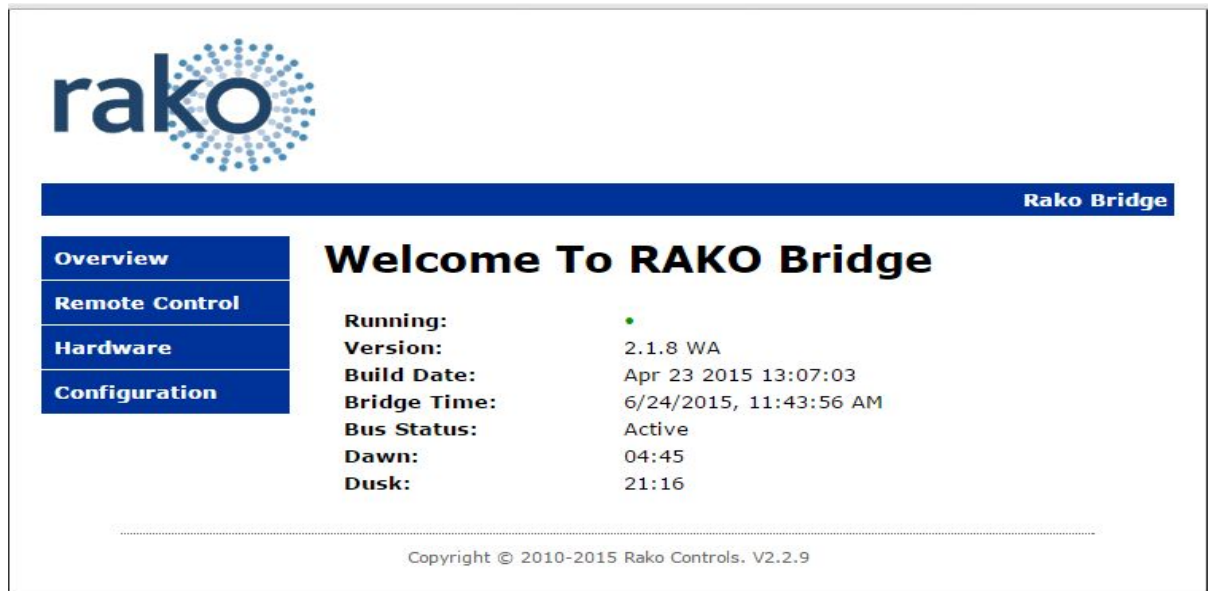 rako
Rako Bridge
Overview
Remote Control
Hardware
Configuration
Welcome To RAKO Bridge
Running: •
Version: 2.1.8 WA
Build Date: Apr 23 2015 13:07:03
Bridge Time: 6/24/2015, 11:43:56 AM
Bus Status: Active
Dawn: 04:45
Dusk: 21:16
Copyright © 2010-2015 Rako Controls. V2.2.9